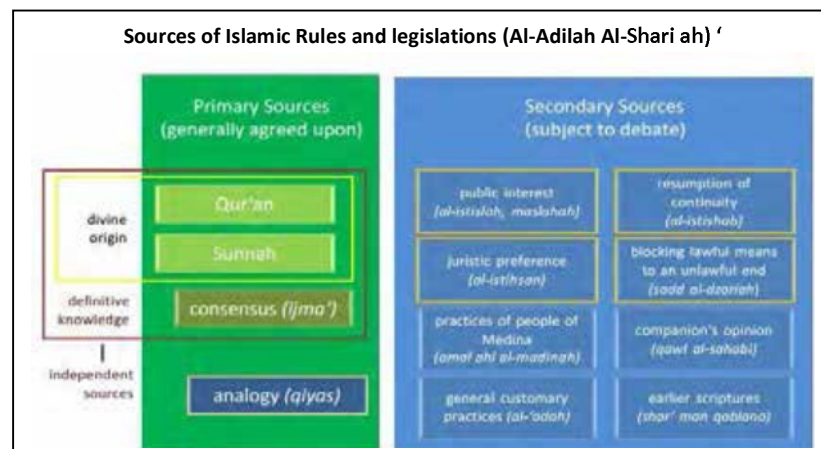 Sources of Islamic Rules and legislations (Al-Adilah Al-Shari ah) ‘
Primary Sources
(generally agreed upon)
divine
origin
Qur'an
Sunnah
definitive
knowledge
consensus (ijma')
independent
sources
analogy (qiyas)
Secondary Sources
(subject to debate)
public interest
(al-istislah, maslahah)
resumption of
continuity
(al-istishab)
juristic preference
(al-istihsan)
blocking lawful means
to an unlawful end
(sadd al-dzariah)
practices of people of
Medina
(amal ahl al-madinah)
companion's opinion
(qawl al-sahabi)
general customary
practices (al-'adah)
earlier scriptures
(shar' man qablana)